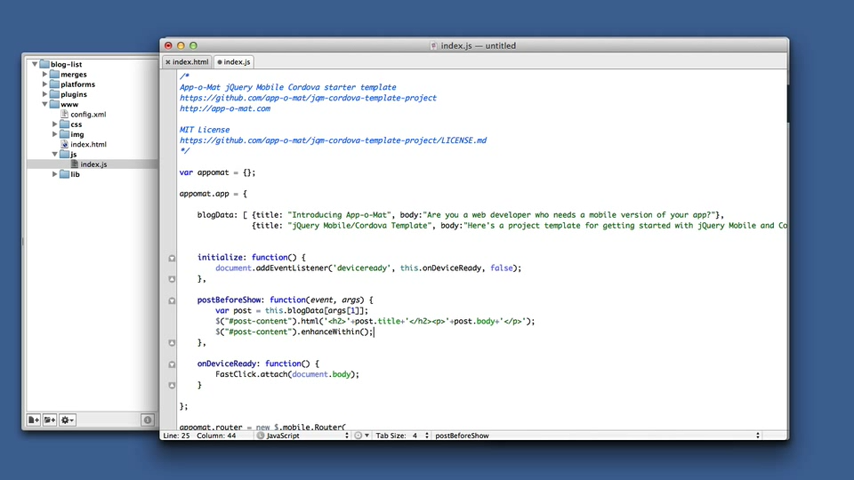 index.js — untitled
index.html
index.js
blog-list
merges
platforms
plugins
www
config.xml
css
img
index.html
js
index.js
lib
/*
App-o-Mat jQuery Mobile Cordova starter template
https://github.com/app-o-mat/jqm-cordova-template-project
http://app-o-mat.com
MIT License
https://github.com/app-o-mat/jqm-cordova-template-project/LICENSE.md
*/
var appomat = {};
appomat.app = {
blogData: [ {title: "Introducing App-o-Mat", body:"Are you a web developer who needs a mobile version of your app?"},
{title: "jQuery Mobile/Cordova Template", body:"Here's a project template for getting started with jQuery Mobile and Co
initialize: function() {
document.addEventListener('deviceready', this.onDeviceReady, false);
},
postBeforeShow: function(event, args) {
var post = this.blogData[args[1]];
$("#post-content").html('<h2>'+post.title+'</h2><p>'+post.body+'</p>');
$("#post-content").enhanceWithin();
},
onDeviceReady: function() {
FastClick.attach(document.body);
}
};
appomat.router = new $.mobile.Router(
Line: 25 Column: 44 JavaScript Tab Size: 4 postBeforeShow